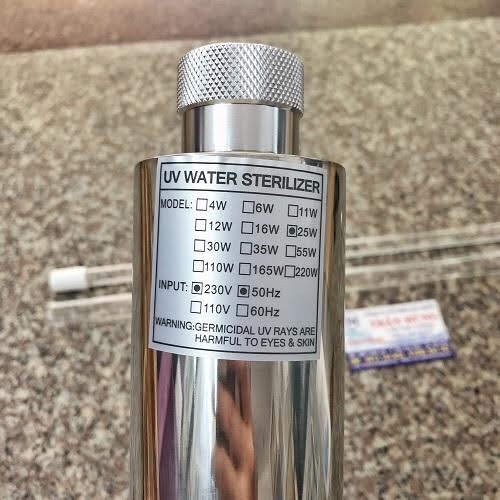 UV WATER STERILIZER
MODEL: □4W □6W □11W
□12W □16W ▣25W
□30W □35W □55W
□110W □165W □220W
INPUT: ▣230V ▣50Hz
□110V □60Hz
WARNING:GERMICIDAL UV RAYS ARE
HARMFUL TO EYES & SKIN